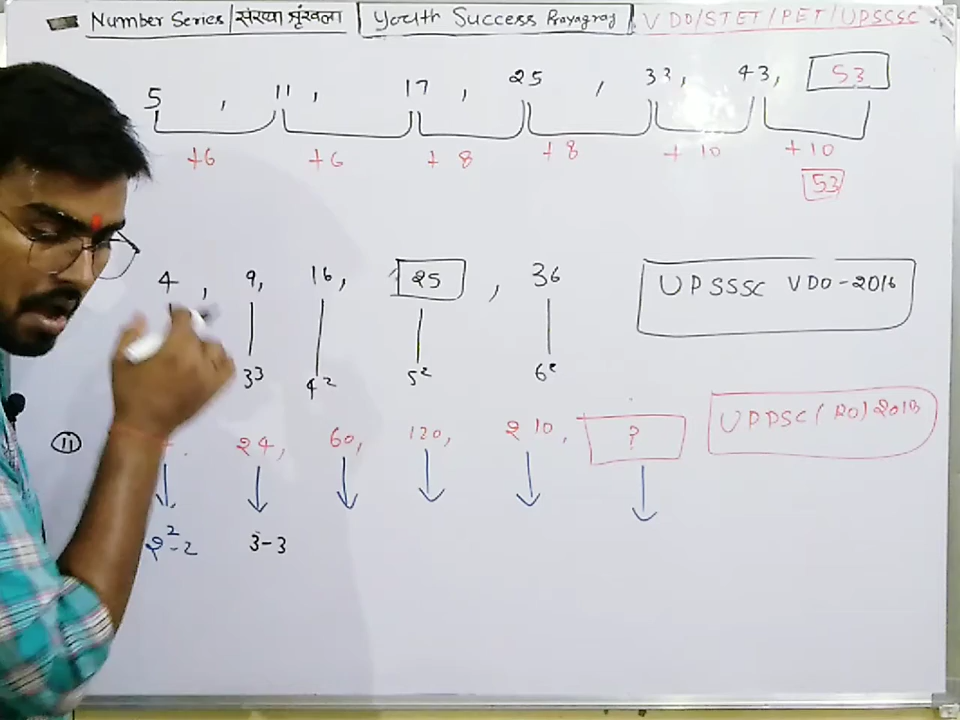 Number Series | संख्या श्रृंखला Youth Success Prayagraj VDO/STET/PET/UPSSSC
5 , 11 , 17 , 25 , 33, 43, 53
+6 +6 +8 +8 +10 +10
53
4 , 9, 16, 25 , 36 UPSSSC VDO-2016
3³ 4² 5² 6²
11 24, 60, 120, 210, ? UPPSC (RO) 2013
2²-2 3-3